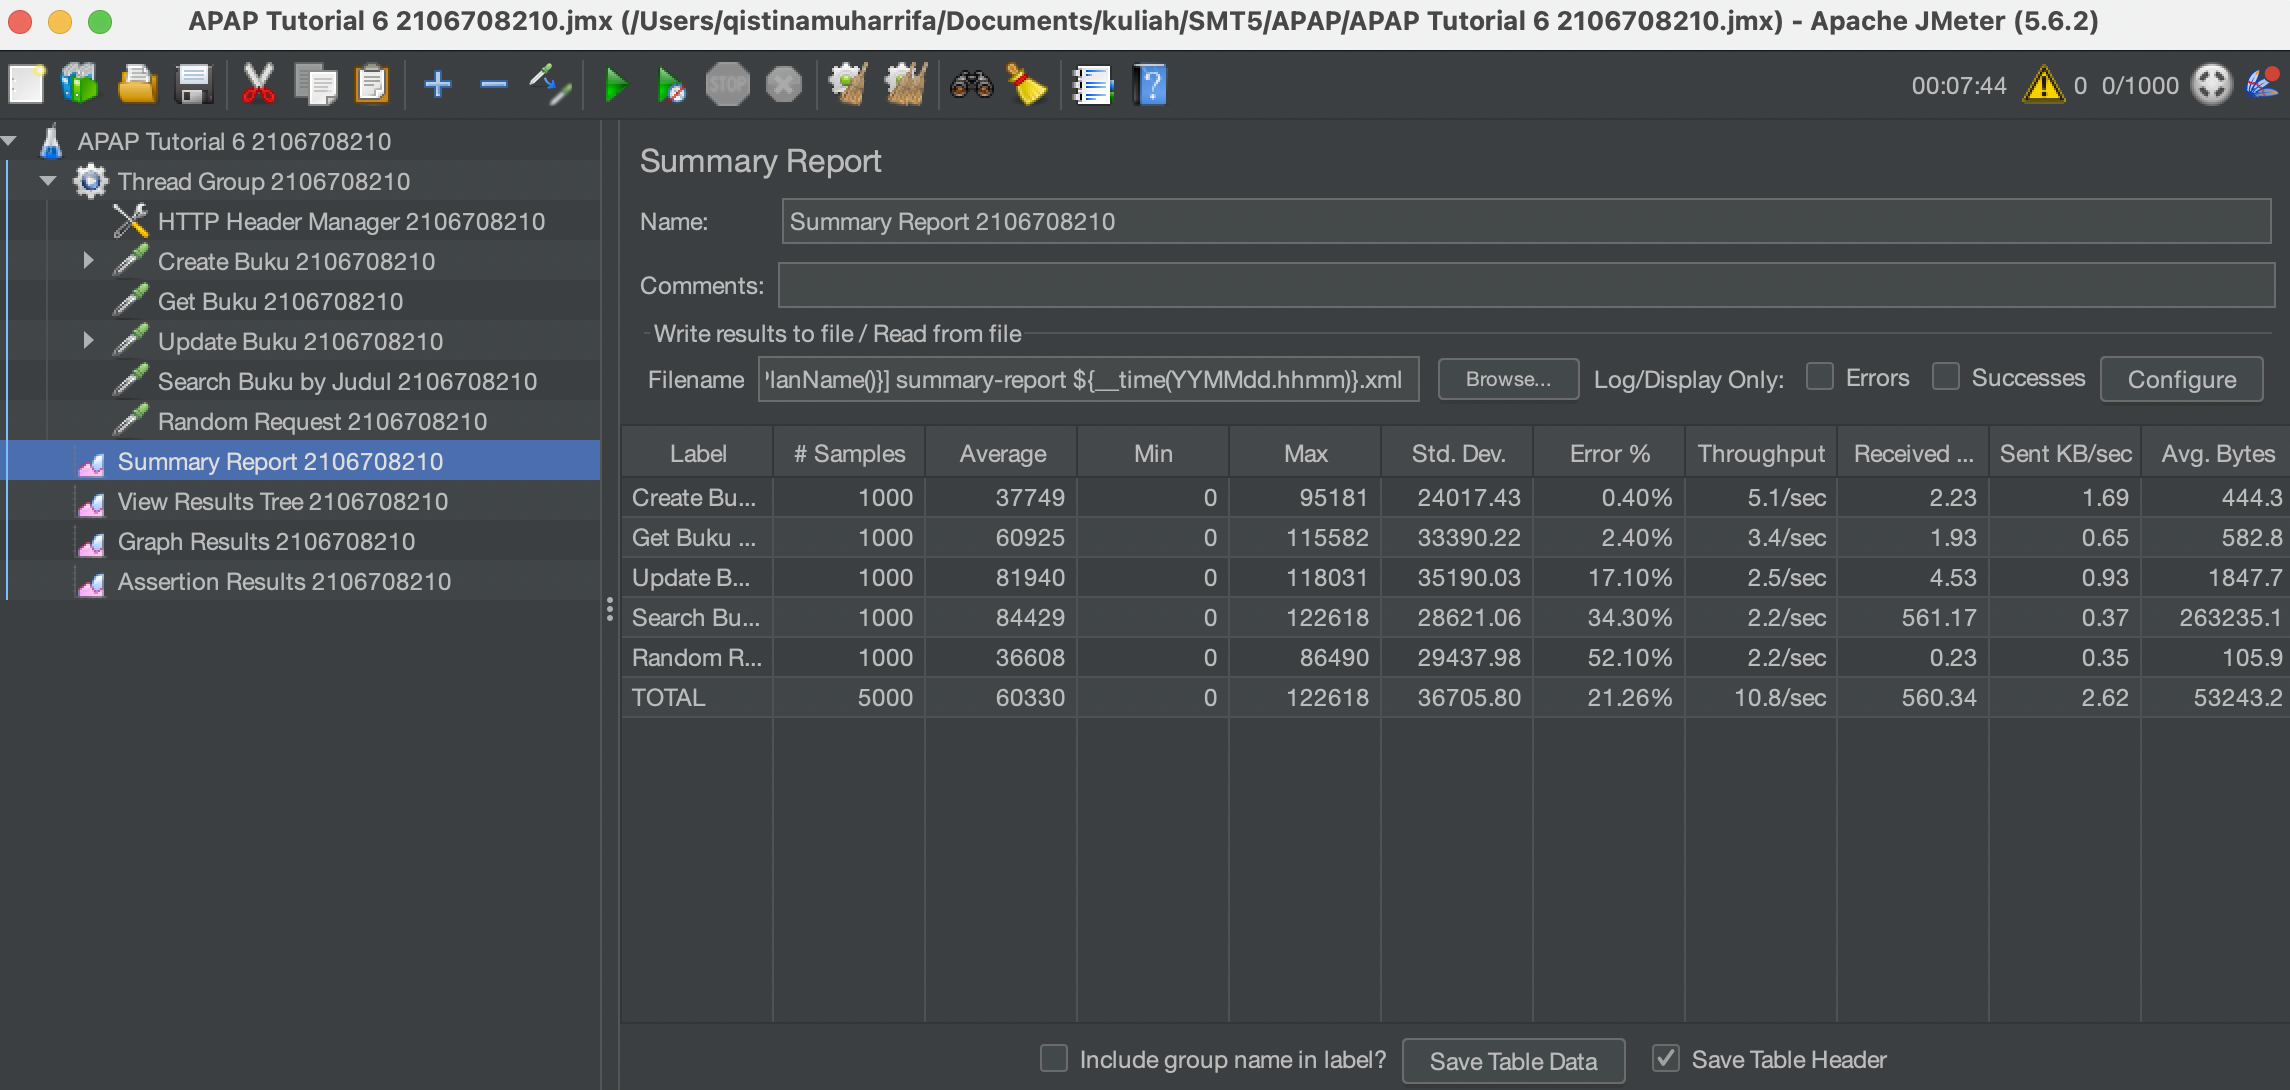 APAP Tutorial 6 2106708210.jmx (/Users/qistinamuharrifa/Documents/kuliah/SMT5/APAP/APAP Tutorial 6 2106708210.jmx) - Apache JMeter (5.6.2)
STOP
00:07:44 0 0/1000
APAP Tutorial 6 2106708210
Thread Group 2106708210
HTTP Header Manager 2106708210
Create Buku 2106708210
Get Buku 2106708210
Update Buku 2106708210
Search Buku by Judul 2106708210
Random Request 2106708210
Summary Report 2106708210
View Results Tree 2106708210
Graph Results 2106708210
Assertion Results 2106708210
Summary Report
Name: Summary Report 2106708210
Comments:
Write results to file / Read from file
Filename PlanName()}] summary-report ${__time(YYMMdd.hhmm)}.xml Browse... Log/Display Only: Errors Successes Configure
Label # Samples Average Min Max Std. Dev. Error % Throughput Received ... Sent KB/sec Avg. Bytes
Create Bu... 1000 37749 0 95181 24017.43 0.40% 5.1/sec 2.23 1.69 444.3
Get Buku ... 1000 60925 0 115582 33390.22 2.40% 3.4/sec 1.93 0.65 582.8
Update B... 1000 81940 0 118031 35190.03 17.10% 2.5/sec 4.53 0.93 1847.7
Search Bu... 1000 84429 0 122618 28621.06 34.30% 2.2/sec 561.17 0.37 263235.1
Random R... 1000 36608 0 86490 29437.98 52.10% 2.2/sec 0.23 0.35 105.9
TOTAL 5000 60330 0 122618 36705.80 21.26% 10.8/sec 560.34 2.62 53243.2
Include group name in label? Save Table Data Save Table Header